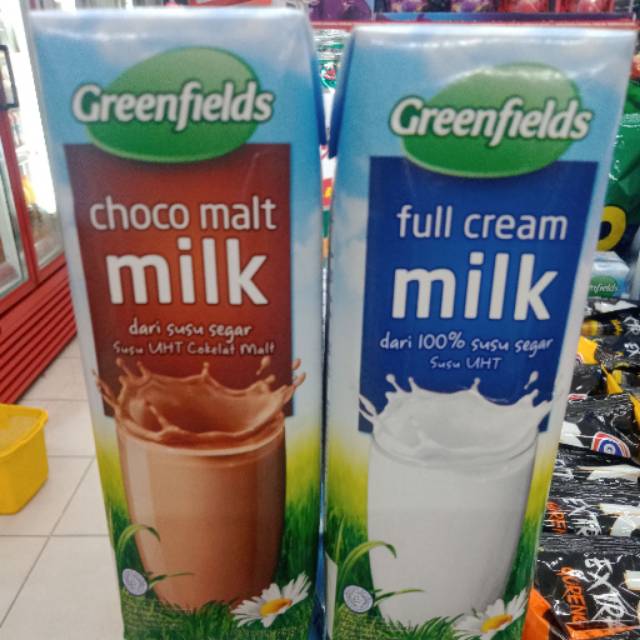 Greenfields
choco malt
milk
dari susu segar
Susu UHT Cokelat Malt
Greenfields
full cream
milk
dari 100% susu segar
Susu UHT